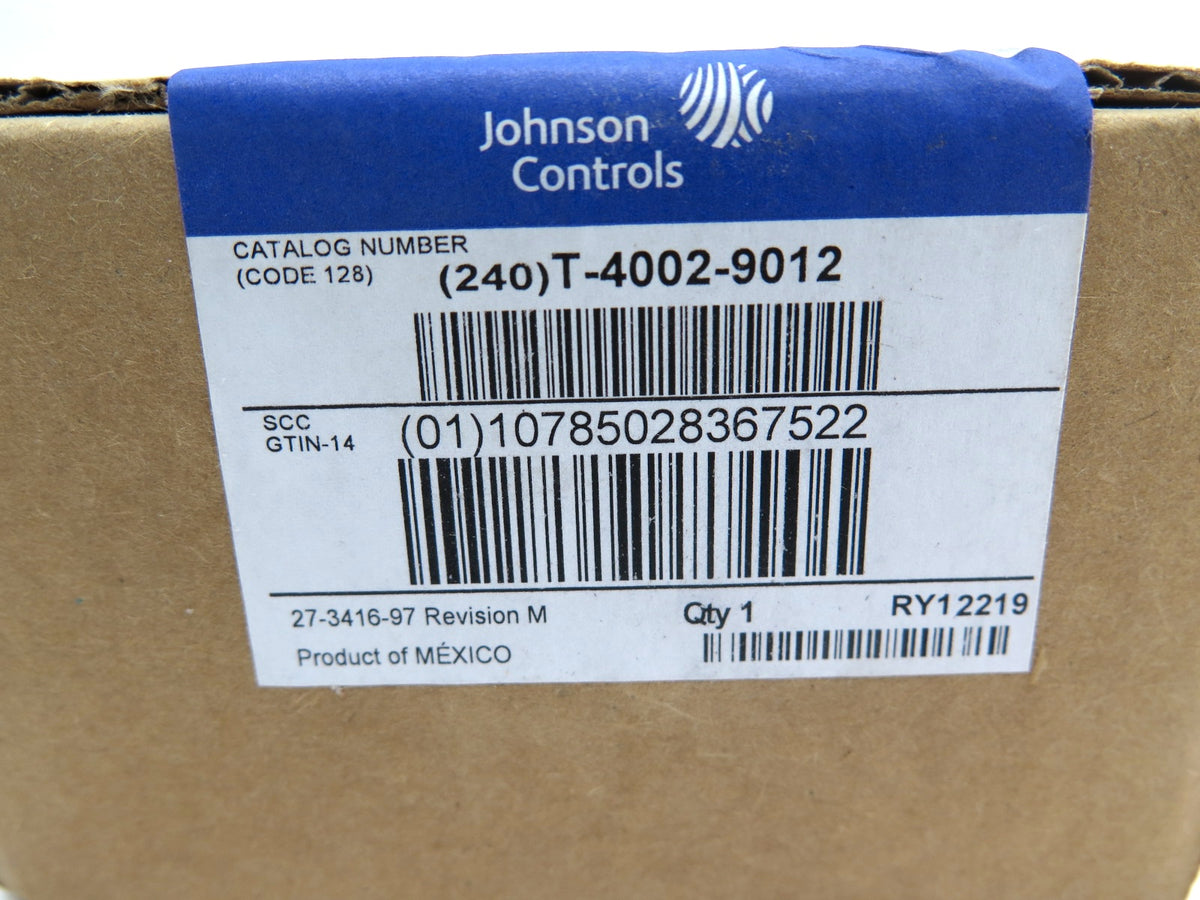 Johnson
Controls
CATALOG NUMBER
(CODE 128)
(240)T-4002-9012
SCC
GTIN-14
(01)10785028367522
27-3416-97 Revision M
Qty 1
RY12219
Product of MÉXICO